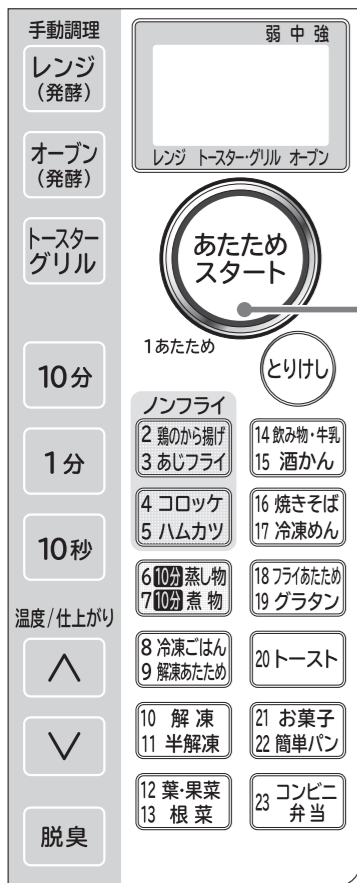 手動調理
レンジ
(発酵)
オーブン
(発酵)
トースター
グリル
10分
1分
10秒
温度/仕上がり
脱臭
弱 中 強
レンジ トースター・グリル オーブン
あたため
スタート
1あたため
とりけし
ノンフライ
2 鶏のから揚げ
3 あじフライ
4 コロッケ
5 ハムカツ
6 10分 蒸し物
7 10分 煮物
8 冷凍ごはん
9 解凍あたため
10 解凍
11 半解凍
12 葉・果菜
13 根菜
14 飲み物・牛乳
15 酒かん
16 焼きそば
17 冷凍めん
18 フライあたため
19 グラタン
20 トースト
21 お菓子
22 簡単パン
23 コンビニ
弁当